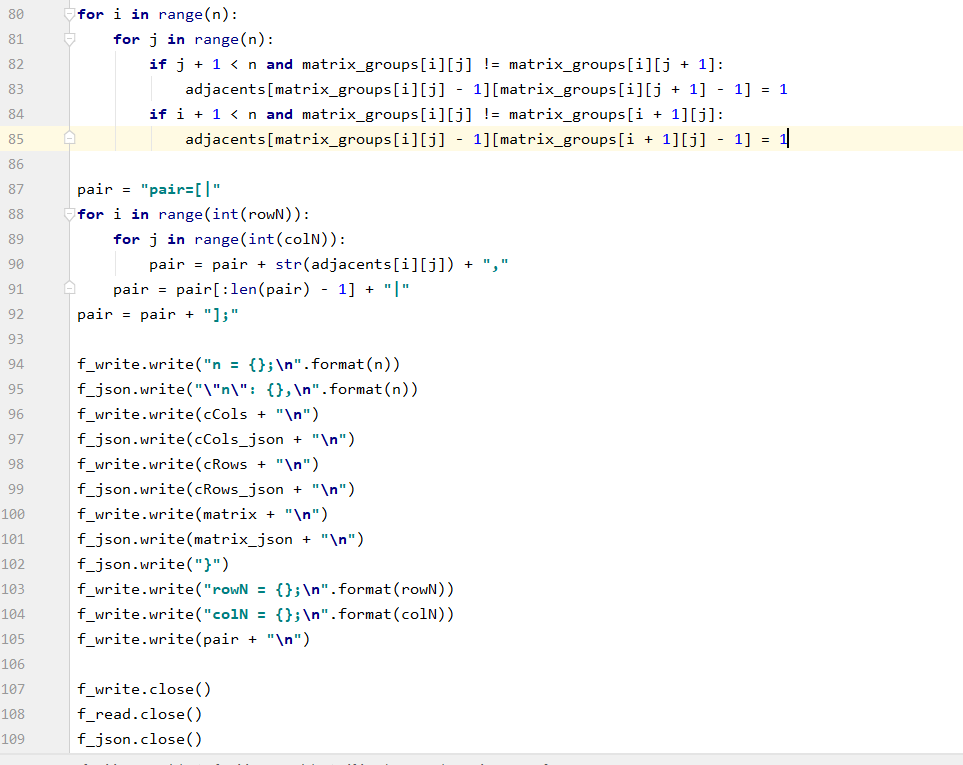 80 for i in range(n):
81     for j in range(n):
82         if j + 1 < n and matrix_groups[i][j] != matrix_groups[i][j + 1]:
83             adjacents[matrix_groups[i][j] - 1][matrix_groups[i][j + 1] - 1] = 1
84         if i + 1 < n and matrix_groups[i][j] != matrix_groups[i + 1][j]:
85             adjacents[matrix_groups[i][j] - 1][matrix_groups[i + 1][j] - 1] = 1
86
87 pair = "pair=[|"
88 for i in range(int(rowN)):
89     for j in range(int(colN)):
90         pair = pair + str(adjacents[i][j]) + ","
91     pair = pair[:len(pair) - 1] + "|"
92 pair = pair + "];"
93
94 f_write.write("n = {};\n".format(n))
95 f_json.write("\"n\": {},\n".format(n))
96 f_write.write(cCols + "\n")
97 f_json.write(cCols_json + "\n")
98 f_write.write(cRows + "\n")
99 f_json.write(cRows_json + "\n")
100 f_write.write(matrix + "\n")
101 f_json.write(matrix_json + "\n")
102 f_json.write("}")
103 f_write.write("rowN = {};\n".format(rowN))
104 f_write.write("colN = {};\n".format(colN))
105 f_write.write(pair + "\n")
106
107 f_write.close()
108 f_read.close()
109 f_json.close()